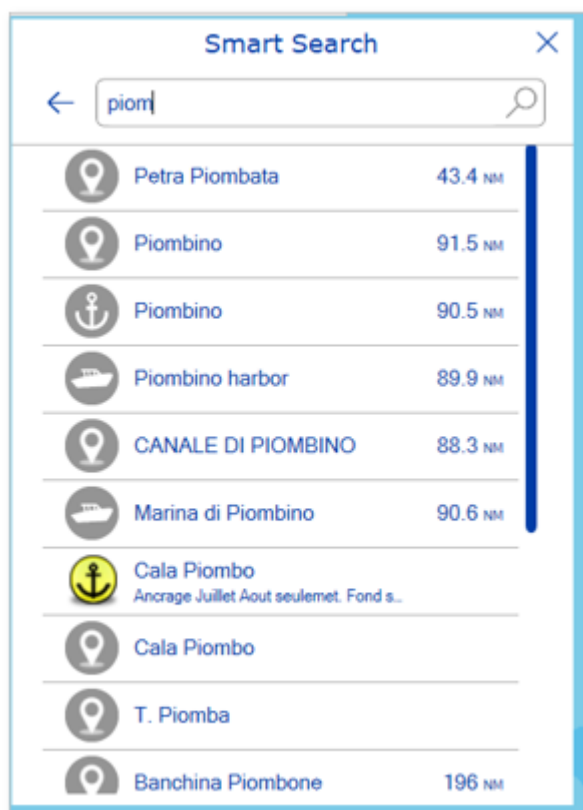 Smart Search
piom
Petra Piombata 43.4 NM
Piombino 91.5 NM
Piombino 90.5 NM
Piombino harbor 89.9 NM
CANALE DI PIOMBINO 88.3 NM
Marina di Piombino 90.6 NM
Cala Piombo
Ancrage Juillet Aout seulemet. Fond s...
Cala Piombo
T. Piomba
Banchina Piombone 196 NM